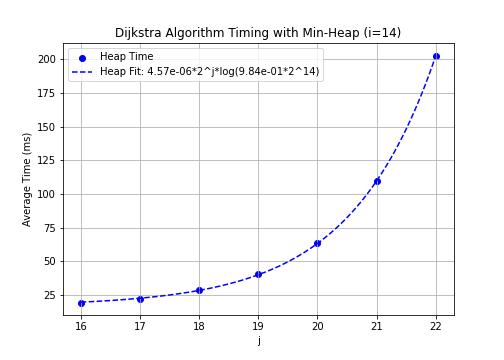 Dijkstra Algorithm Timing with Min-Heap (i=14)
Heap Time
Heap Fit: 4.57e-06*2^j*log(9.84e-01*2^14)
Average Time (ms)
200
175
150
125
100
75
50
25
16 17 18 19 20 21 22
j